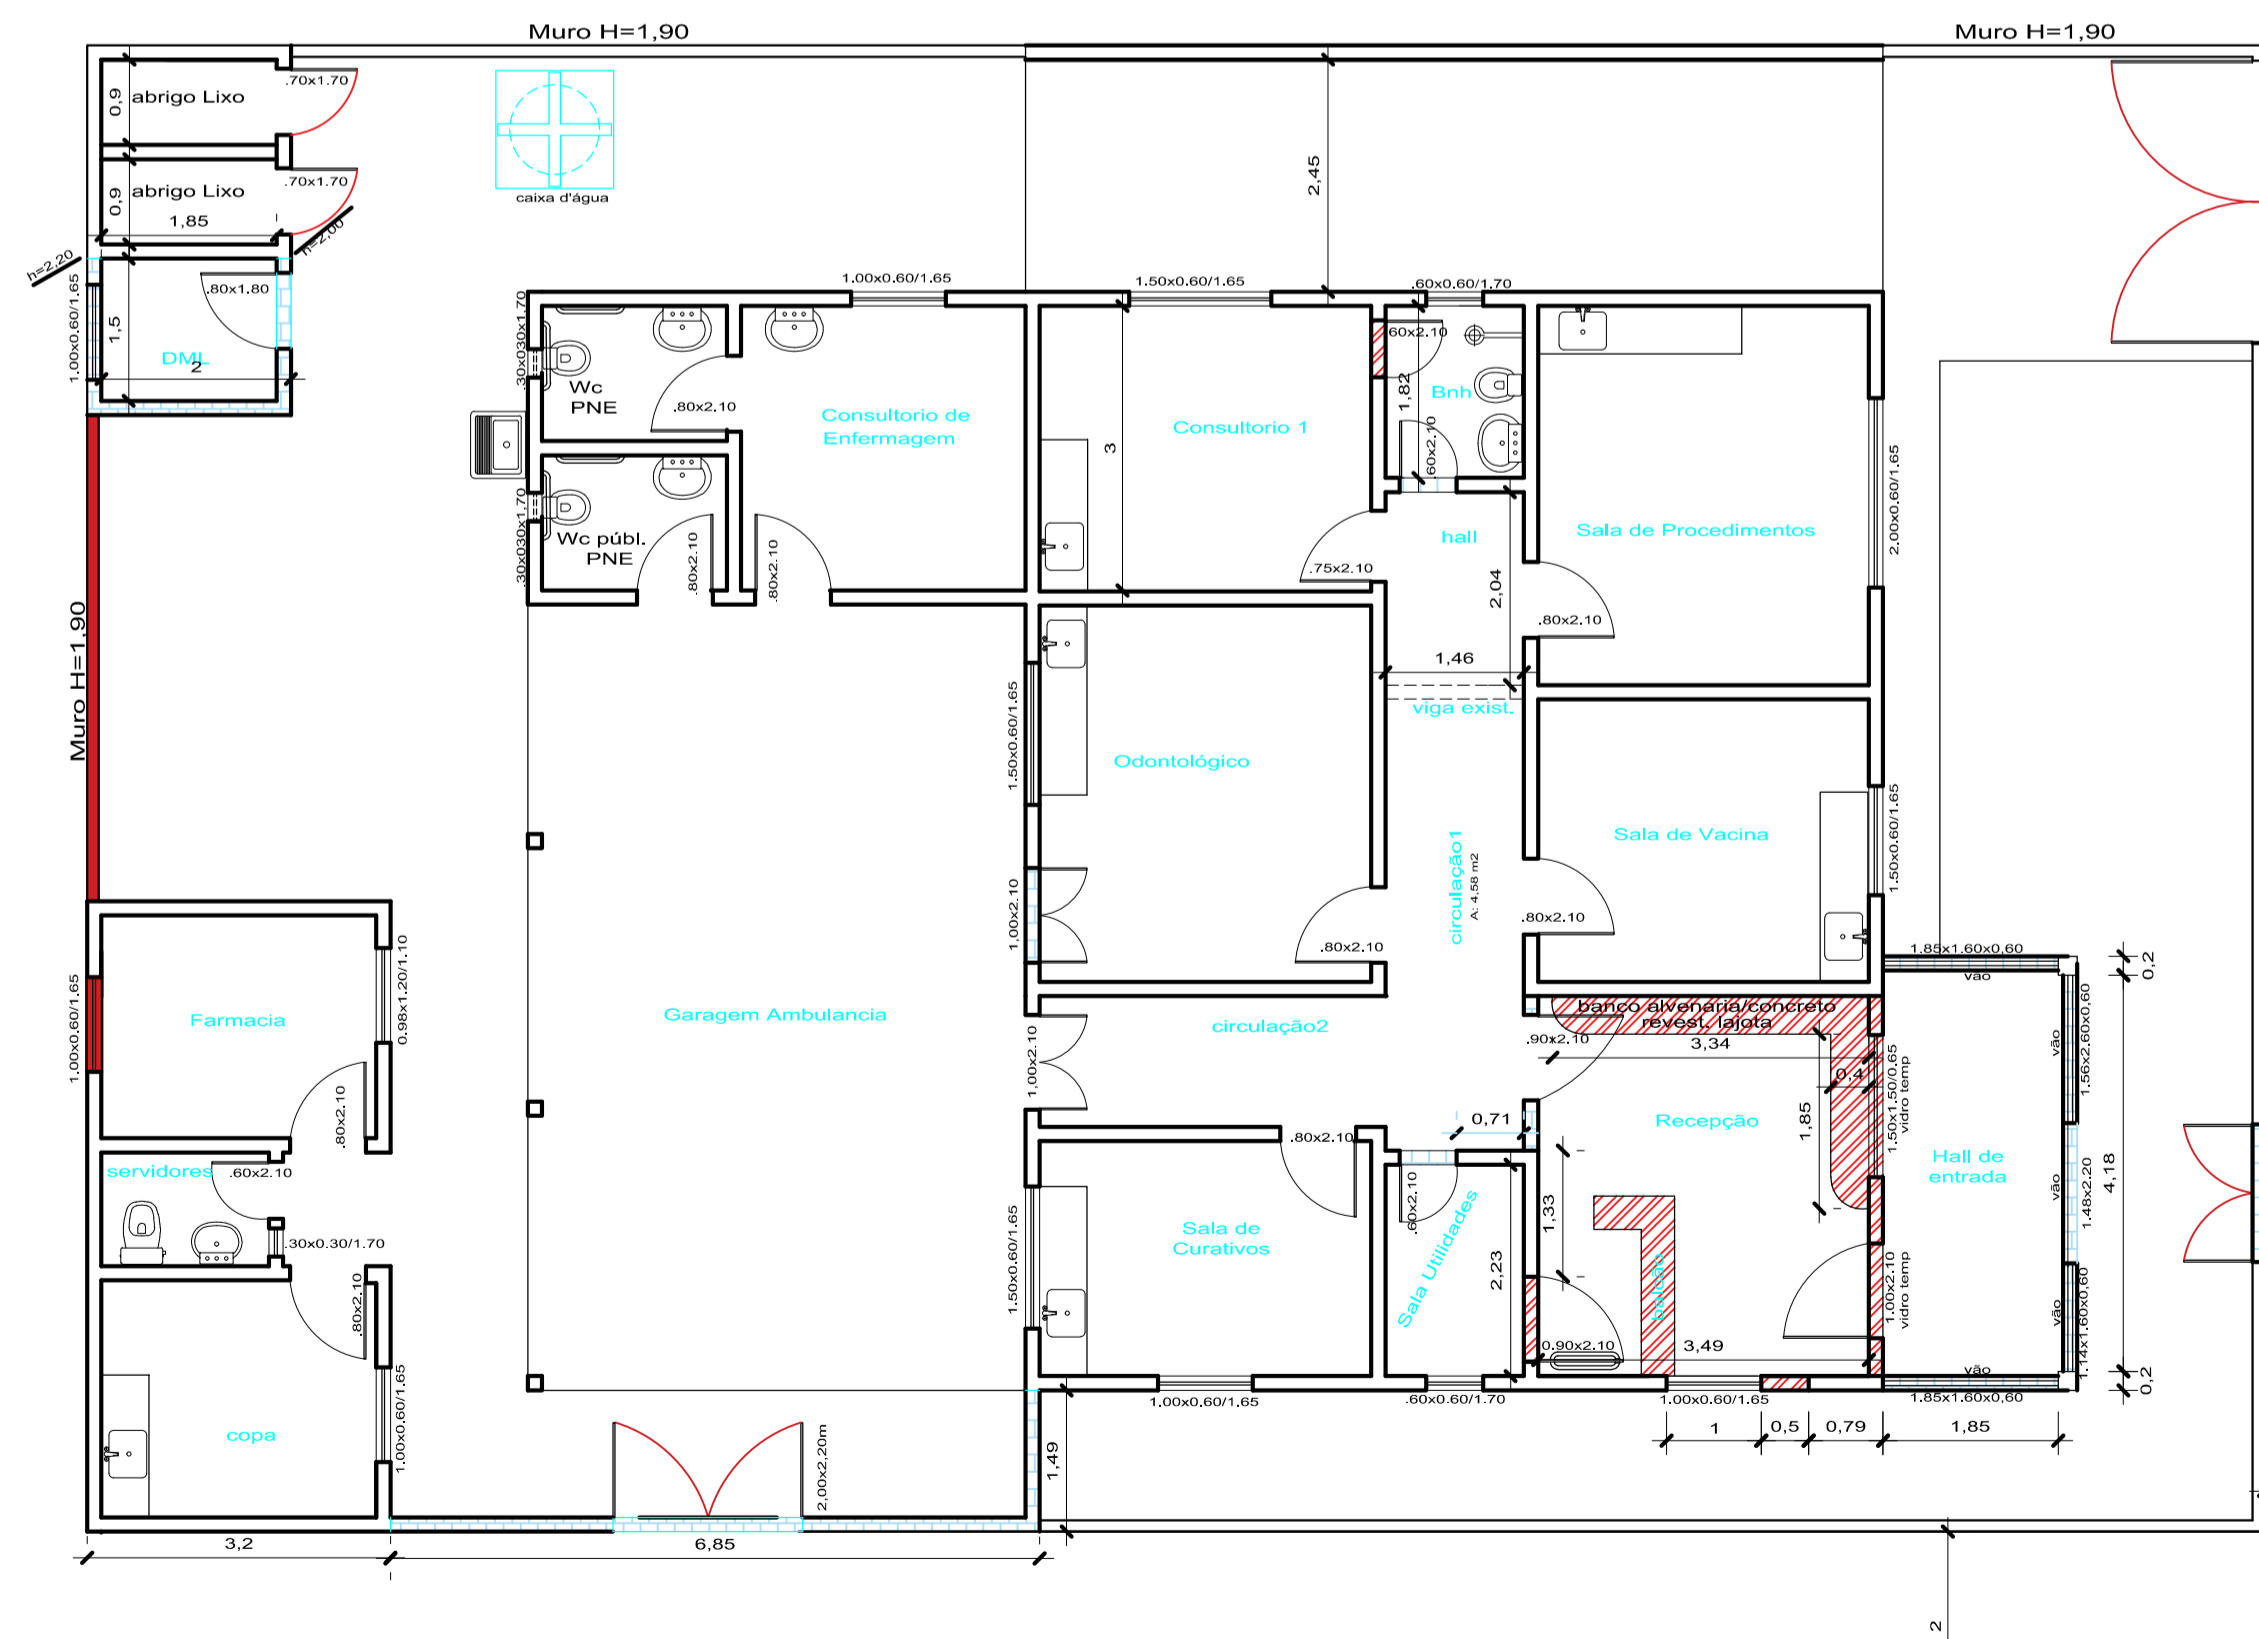 Muro H=1,90
Muro H=1,90
.70x1.70
0,9
abrigo Lixo
.70x1.70
0,9
abrigo Lixo
1,85
h=2,00
h=2,20
caixa d'água
2,45
1.00x0.60/1.65
.80x1.80
1,5
DML
2
.30x030x1,70
1.00x0.60/1.65
1.50x0.60/1.65
.60x0.60/1.70
60x2.10
Wc
PNE
.80x2.10
Consultorio de
Enfermagem
3
Consultorio 1
1,82
Bnh
.60x2.10
2.00x0.60/1.65
.30x030x1,70
Wc públ.
PNE
.80x2.10
.80x2.10
.75x2.10
hall
Sala de Procedimentos
2,04
.80x2.10
1,46
viga exist.
Muro H=1,90
1.50x0.60/1.65
Odontológico
circulação1
A: 4,58 m2
Sala de Vacina
1.50x0.60/1.65
1,00x2.10
.80x2.10
.80x2.10
1.85x1.60x0,60
vão
0,2
1.00x0.60/1.65
Farmacia
0.98x1.20/1.10
Garagem Ambulancia
1,00x2.10
circulação2
banco alvenaria/concreto
revest. lajota
.90x2.10
3,34
0,4
1.50x1.50/0.65
vidro temp
vão
1.56x2.60x0,60
.80x2.10
.80x2.10
0,71
Recepção
1,85
Hall de
entrada
vão
1.48x2.20
4,18
servidores
.60x2.10
.30x0.30/1.70
1.50x0.60/1.65
Sala de
Curativos
.60x2.10
Sala Utilidades
2,23
1,33
balcão
1.00x2.10
vidro temp
vão
1.14x1.60x0,60
.80x2.10
0.90x2.10
3,49
vão
0,2
1.00x0.60/1.65
copa
1.00x0.60/1.65
.60x0.60/1.70
1.00x0.60/1.65
1.85x1.60x0,60
1
0,5
0,79
1,85
2,00x2,20m
1,49
3,2
6,85
2